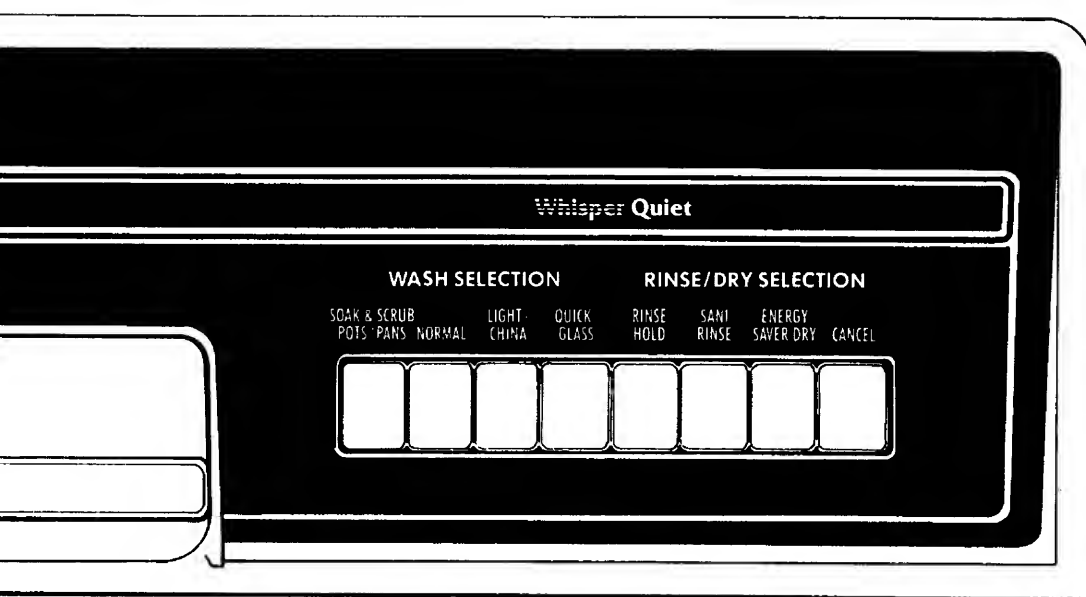 Whisper Quiet
WASH SELECTION
RINSE/DRY SELECTION
SOAK & SCRUB
POTS PANS
NORMAL
LIGHT
CHINA
QUICK
GLASS
RINSE
HOLD
SANI
RINSE
ENERGY
SAVER DRY
CANCEL